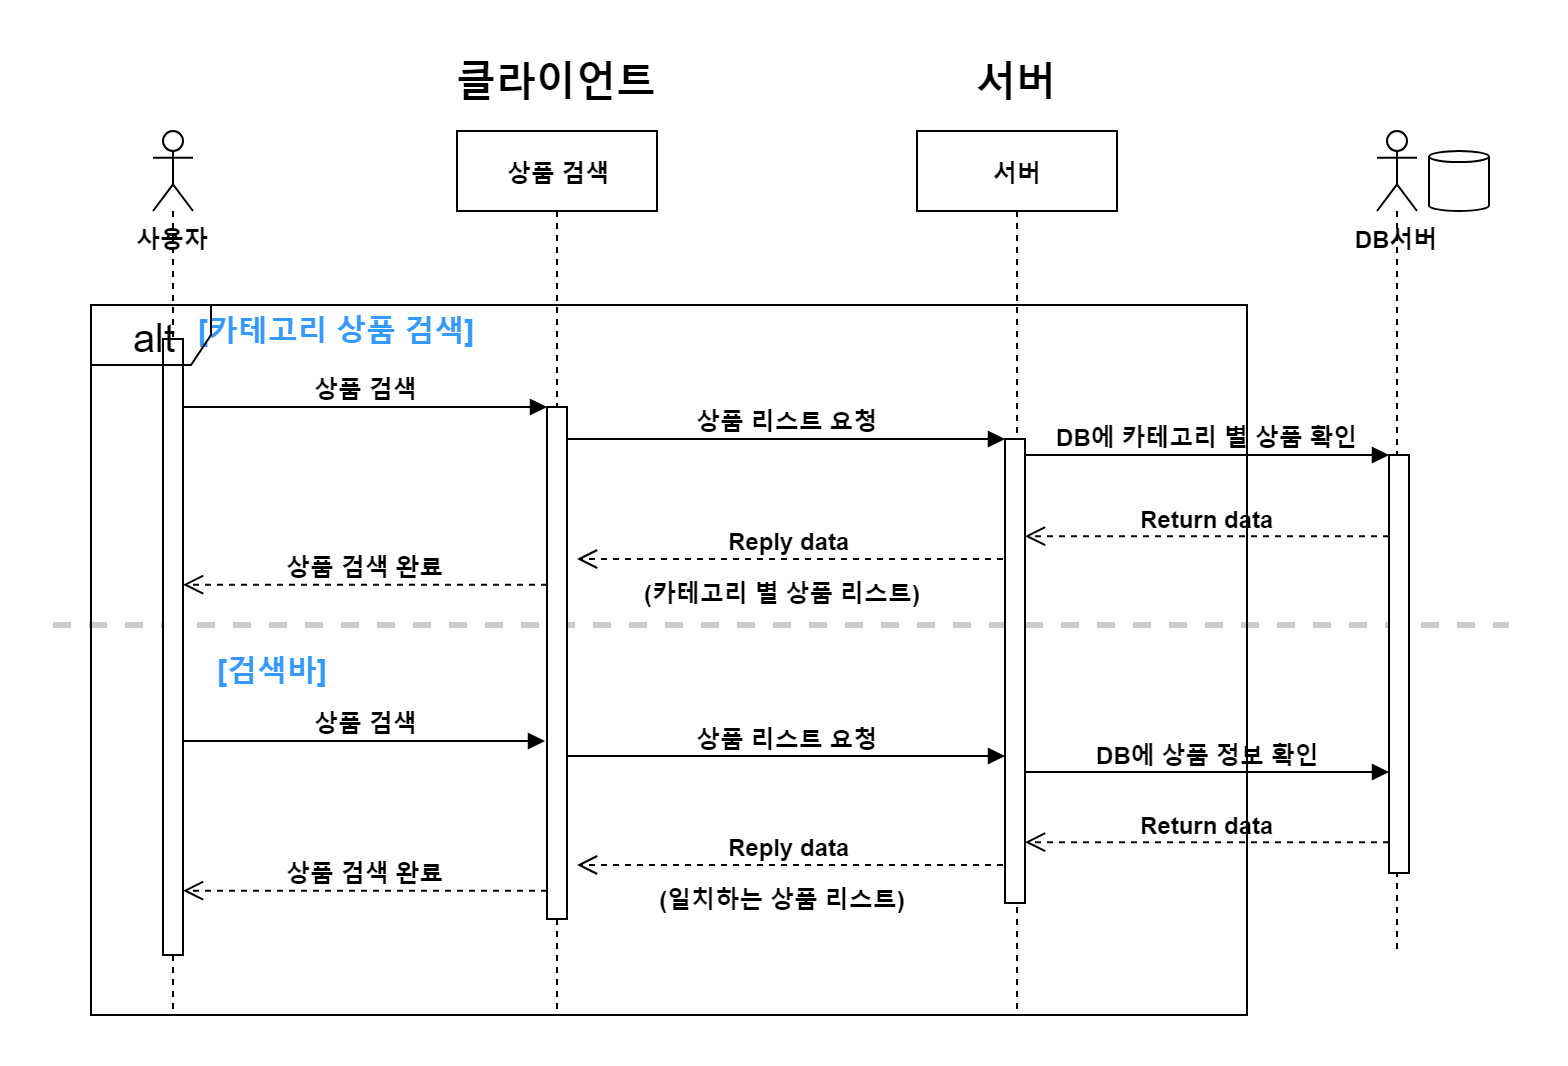 클라이언트
서버
상품 검색
서버
사용자
DB서버
alt
[카테고리 상품 검색]
상품 검색
상품 리스트 요청
DB에 카테고리 별 상품 확인
Return data
Reply data
상품 검색 완료
(카테고리 별 상품 리스트)
[검색바]
상품 검색
상품 리스트 요청
DB에 상품 정보 확인
Return data
Reply data
상품 검색 완료
(일치하는 상품 리스트)